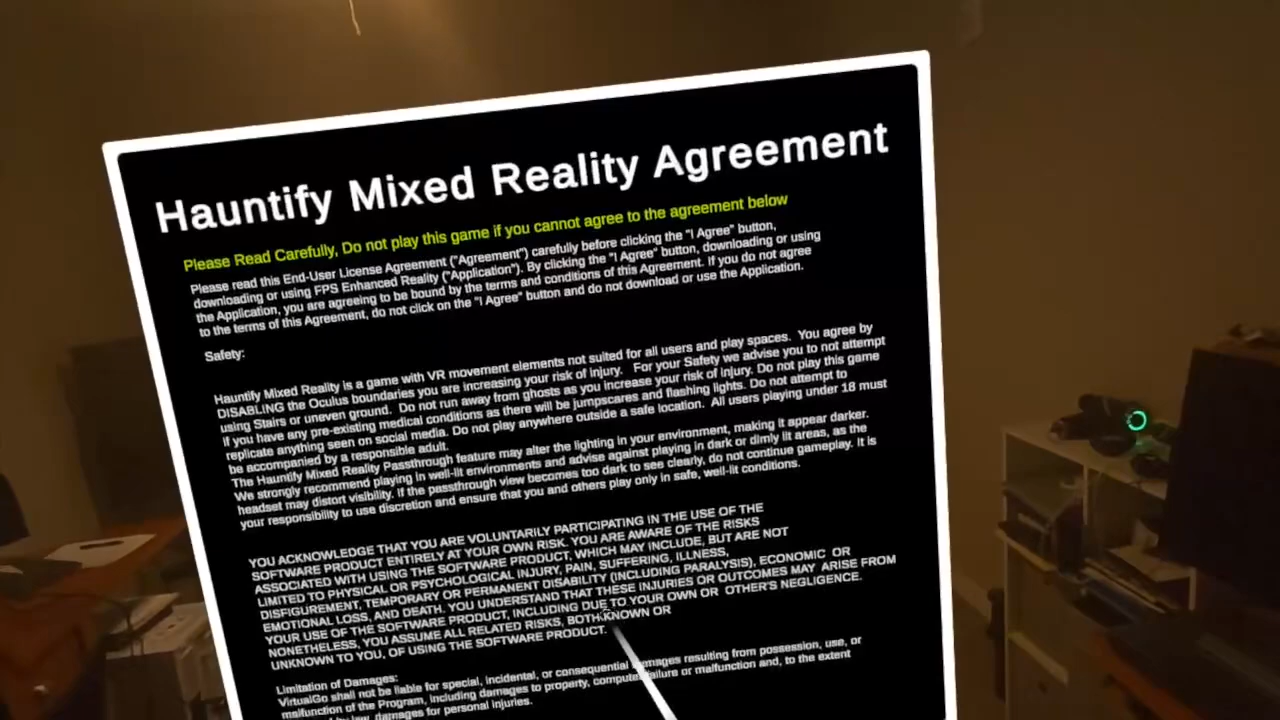 Hauntify Mixed Reality Agreement
Please Read Carefully, Do not play this game if you cannot agree to the agreement below
Please read this End-User License Agreement ("Agreement") carefully before clicking the "I Agree" button,
downloading or using FPS Enhanced Reality ("Application"). By clicking the "I Agree" button, downloading or using
the Application, you are agreeing to be bound by the terms and conditions of this Agreement. If you do not agree
to the terms of this Agreement, do not click on the "I Agree" button and do not download or use the Application.
Safety:
Hauntify Mixed Reality is a game with VR movement elements not suited for all users and play spaces. You agree by
DISABLING the Oculus boundaries you are increasing your risk of injury. For your Safety we advise you to not attempt
using Stairs or uneven ground. Do not run away from ghosts as you increase your risk of injury. Do not play this game
if you have any pre-existing medical conditions as there will be jumpscares and flashing lights. Do not attempt to
replicate anything seen on social media. Do not play anywhere outside a safe location. All users playing under 18 must
be accompanied by a responsible adult.
The Hauntify Mixed Reality Passthrough feature may alter the lighting in your environment, making it appear darker.
We strongly recommend playing in well-lit environments and advise against playing in dark or dimly lit areas, as the
headset may distort visibility. If the passthrough view becomes too dark to see clearly, do not continue gameplay. It is
your responsibility to use discretion and ensure that you and others play only in safe, well-lit conditions.
YOU ACKNOWLEDGE THAT YOU ARE VOLUNTARILY PARTICIPATING IN THE USE OF THE
SOFTWARE PRODUCT ENTIRELY AT YOUR OWN RISK. YOU ARE AWARE OF THE RISKS
ASSOCIATED WITH USING THE SOFTWARE PRODUCT, WHICH MAY INCLUDE, BUT ARE NOT
LIMITED TO PHYSICAL OR PSYCHOLOGICAL INJURY, PAIN, SUFFERING, ILLNESS,
DISFIGUREMENT, TEMPORARY OR PERMANENT DISABILITY (INCLUDING PARALYSIS), ECONOMIC OR
EMOTIONAL LOSS, AND DEATH. YOU UNDERSTAND THAT THESE INJURIES OR OUTCOMES MAY ARISE FROM
YOUR USE OF THE SOFTWARE PRODUCT, INCLUDING DUE TO YOUR OWN OR OTHER'S NEGLIGENCE.
NONETHELESS, YOU ASSUME ALL RELATED RISKS, BOTH KNOWN OR
UNKNOWN TO YOU, OF USING THE SOFTWARE PRODUCT.
Limitation of Damages:
VirtualGo shall not be liable for special, incidental, or consequential damages resulting from possession, use, or
malfunction of the Program, including damages to property, computer failure or malfunction and, to the extent
law, damages for personal injuries.